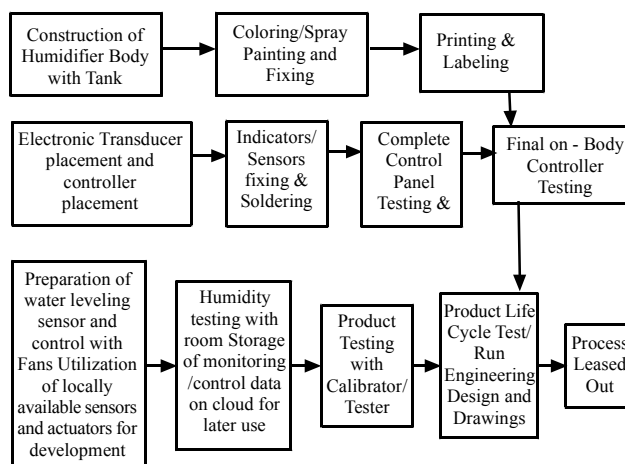 Construction of
Humidifier Body
with Tank
Coloring/Spray
Painting and
Fixing
Printing &
Labeling
Electronic Transducer
placement and
controller
placement
Indicators/
Sensors
fixing &
Soldering
Complete
Control
Panel
Testing &
Final on - Body
Controller
Testing
Preparation of
water leveling
sensor and
control with
Fans Utilization
of locally
available sensors
and actuators for
development
Humidity
testing with
room Storage
of monitoring
/control data
on cloud for
later use
Product
Testing
with
Calibrator/
Tester
Product Life
Cycle Test/
Run
Engineering
Design and
Drawings
Process
Leased
Out